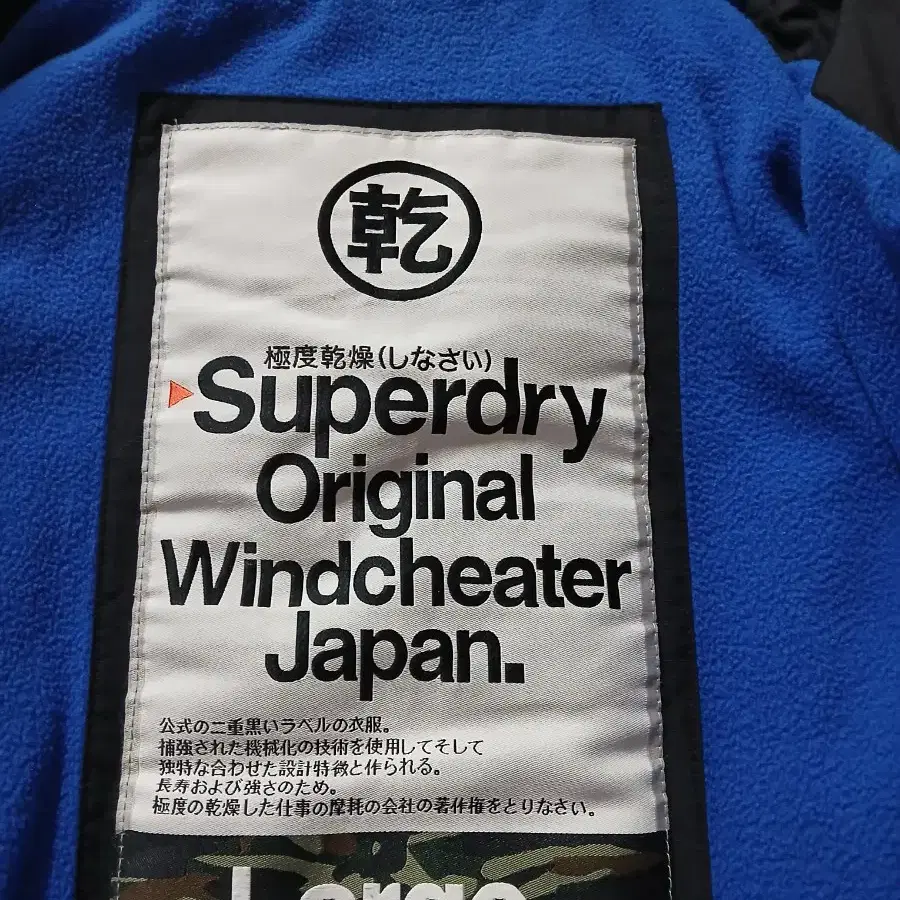 乾
極度乾燥(しなさい)
Superdry
Original
Windcheater
Japan.
公式の二重黒いラベルの衣服。
補強された機械化の技術を使用してそして
独特な合わせた設計特徴と作られる。
長寿および強さのため。
極度の乾燥した仕事の摩耗の会社の著作権をとりなさい。
Large